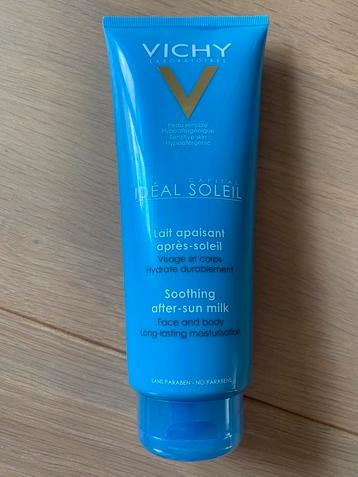 VICHY
LABORATOIRES
Peau sensible
Hypoallergénique
Sensitive skin
Hypoallergenic
CAPITAL
IDÉAL SOLEIL
Lait apaisant
après-soleil
Visage et corps
Hydrate durablement
Soothing
after-sun milk
Face and body
Long-lasting moisturisation
SANS PARABEN - NO PARABENS